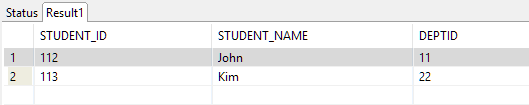 Status Result1
STUDENT_ID STUDENT_NAME DEPTID
1 112 John 11
2 113 Kim 22